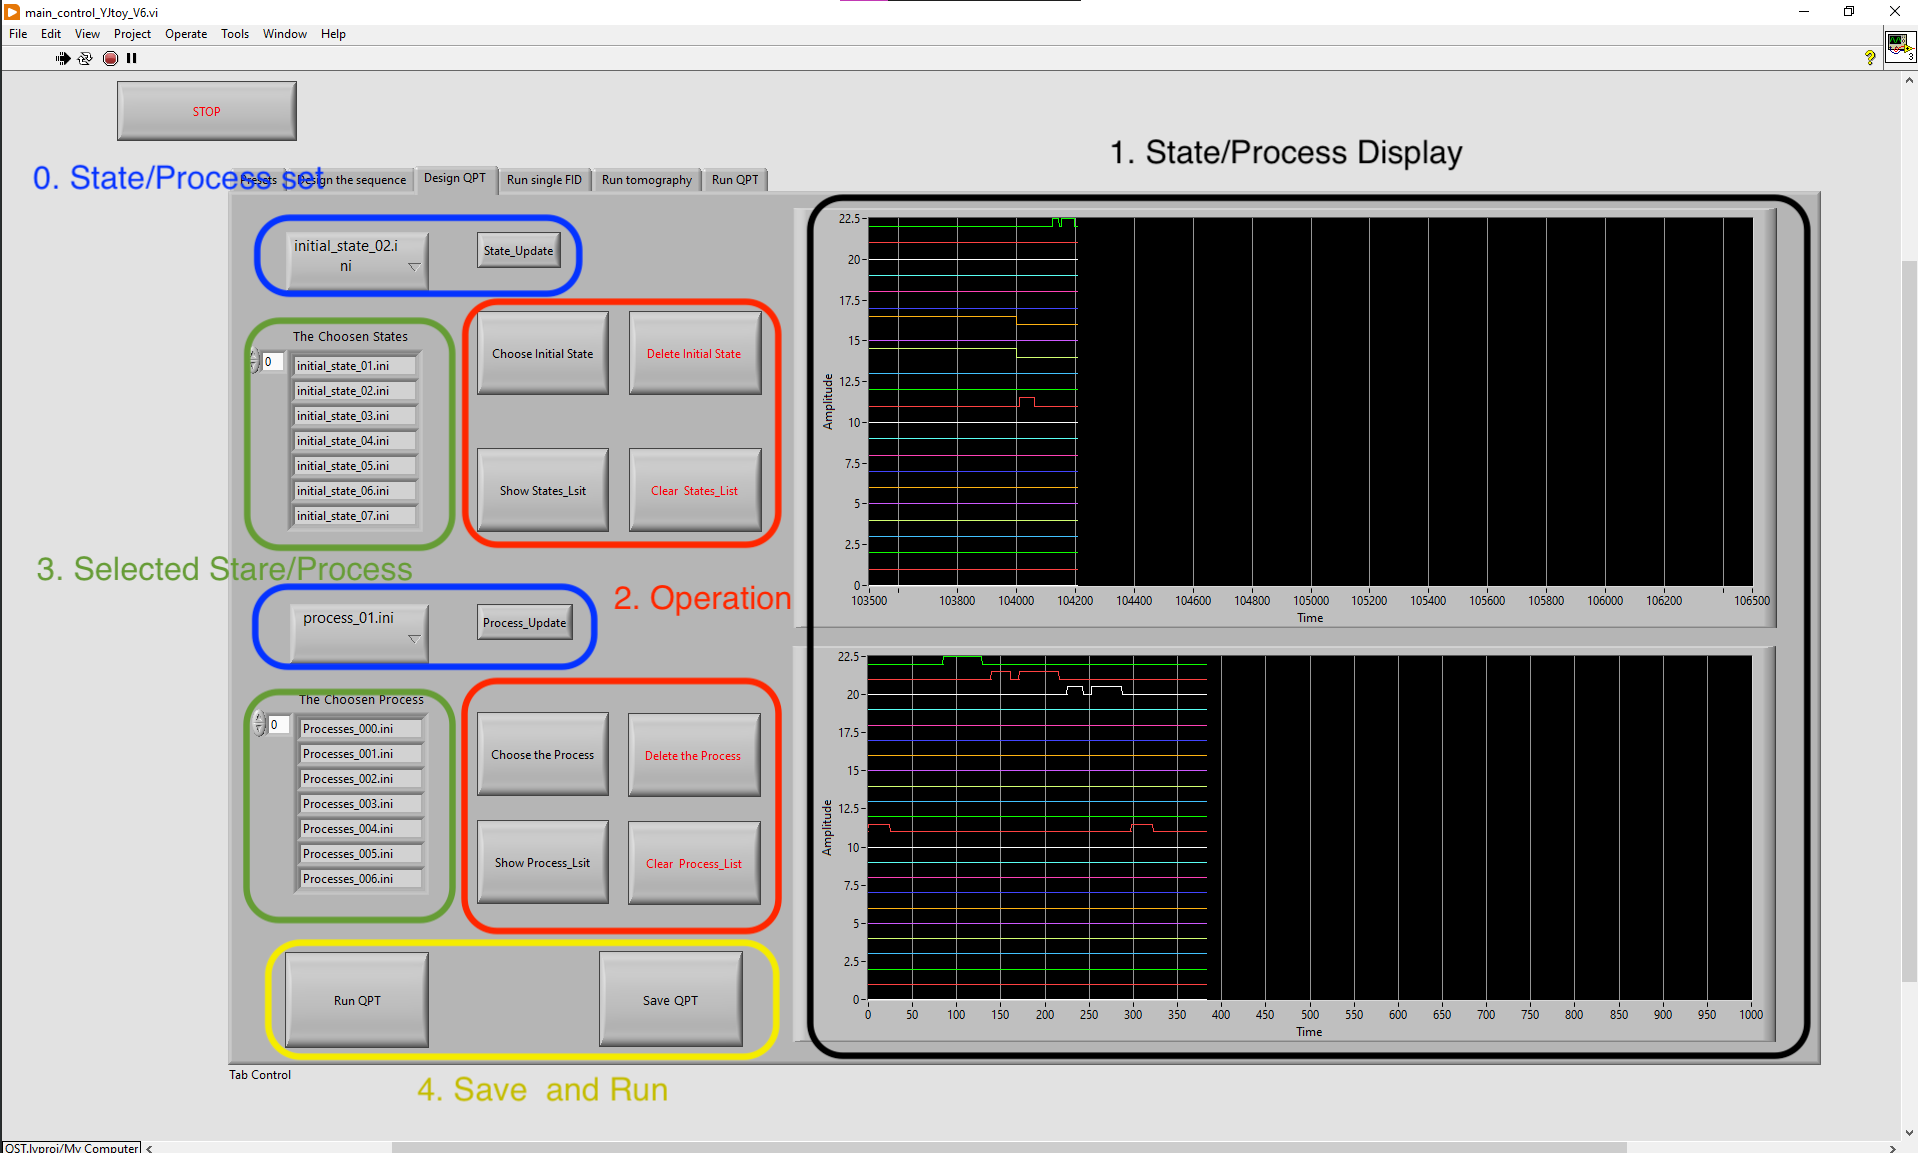 main_control_YJtoy_V6.vi
File Edit View Project Operate Tools Window Help
3
STOP
0. State/Process set
Presets Design the sequence Design QPT Run single FID Run tomography Run QPT
1. State/Process Display
initial_state_02.i
ni
State_Update
The Choosen States
0
initial_state_01.ini
initial_state_02.ini
initial_state_03.ini
initial_state_04.ini
initial_state_05.ini
initial_state_06.ini
initial_state_07.ini
Choose Initial State
Delete Initial State
Show States_Lsit
Clear States_List
3. Selected Stare/Process
2. Operation
process_01.ini
Process_Update
The Choosen Process
0
Processes_000.ini
Processes_001.ini
Processes_002.ini
Processes_003.ini
Processes_004.ini
Processes_005.ini
Processes_006.ini
Choose the Process
Delete the Process
Show Process_Lsit
Clear Process_List
Run QPT
Save QPT
4. Save and Run
Tab Control
Amplitude
22.5
20
17.5
15
12.5
10
7.5
5
2.5
0
103500 103800 104000 104200 104400 104600 104800 105000 105200 105400 105600 105800 106000 106200 106500
Time
Amplitude
22.5
20
17.5
15
12.5
10
7.5
5
2.5
0
0 50 100 150 200 250 300 350 400 450 500 550 600 650 700 750 800 850 900 950 1000
Time
QST.lvproj/My Computer